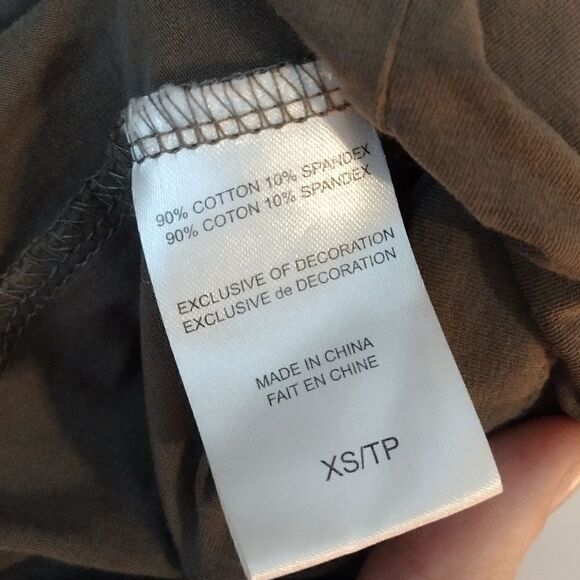 90% COTTON 10% SPANDEX
90% COTON 10% SPANDEX
EXCLUSIVE OF DECORATION
EXCLUSIVE de DECORATION
MADE IN CHINA
FAIT EN CHINE
XS/TP